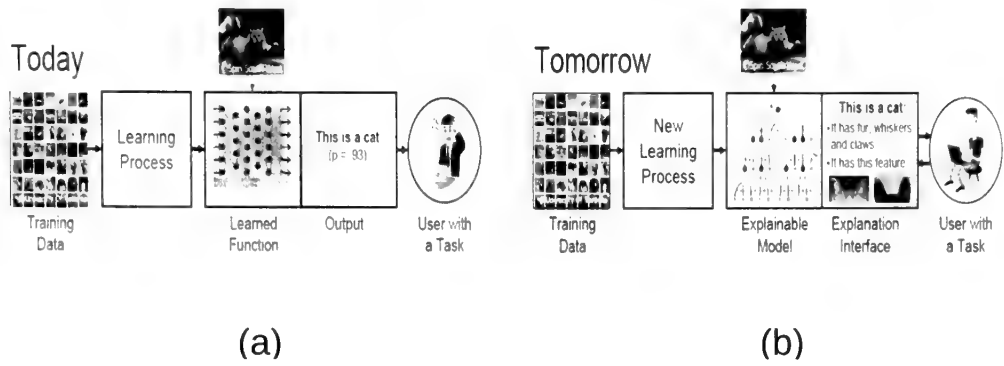 Today
Training
Data
Learning
Process
Learned
Function
This is a cat
(p = 93)
Output
User with
a Task
(a)
Tomorrow
Training
Data
New
Learning
Process
Explainable
Model
This is a cat:
•It has fur, whiskers
and claws
•It has this feature
Explanation
Interface
User with
a Task
(b)